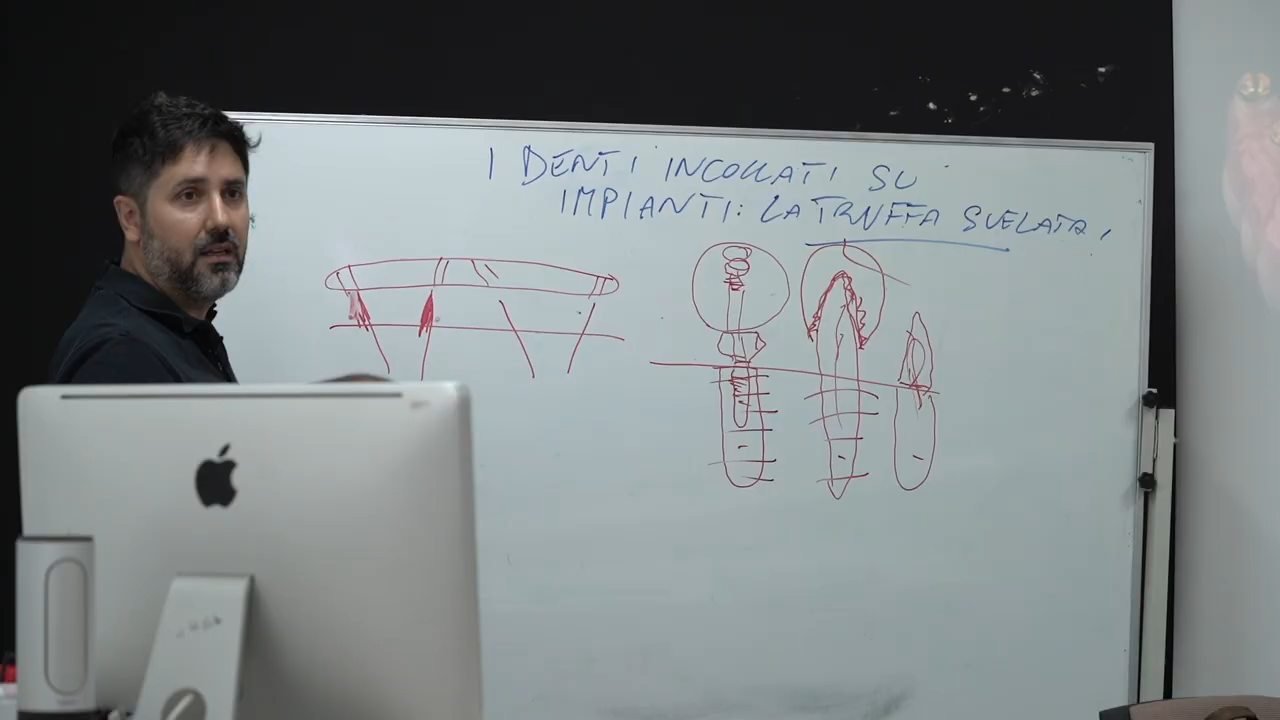 I DENTI INCOLLATI SU
IMPIANTI: LA TRUFFA SVELATA,